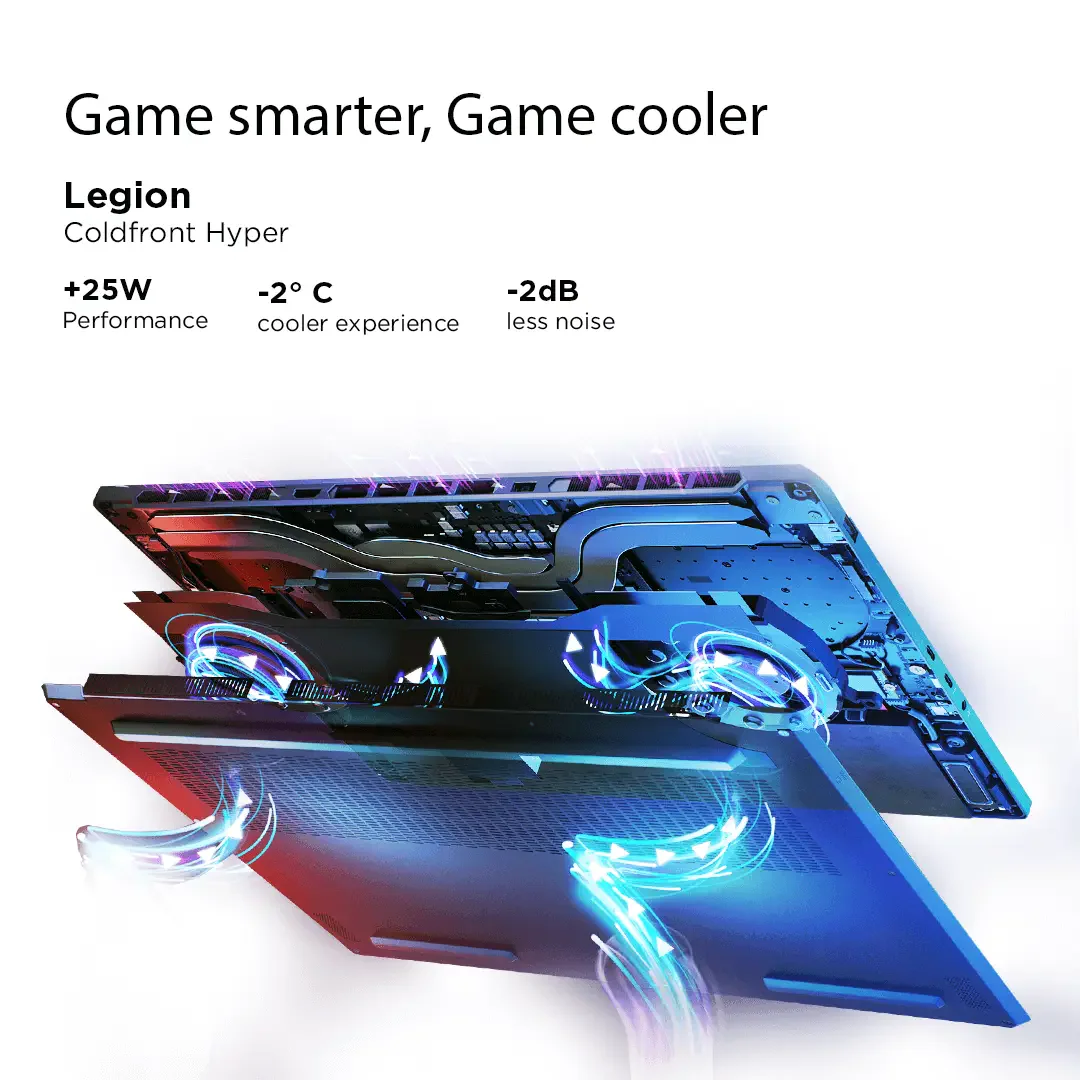 Game smarter, Game cooler
Legion
Coldfront Hyper
+25W
Performance
-2° C
cooler experience
-2dB
less noise